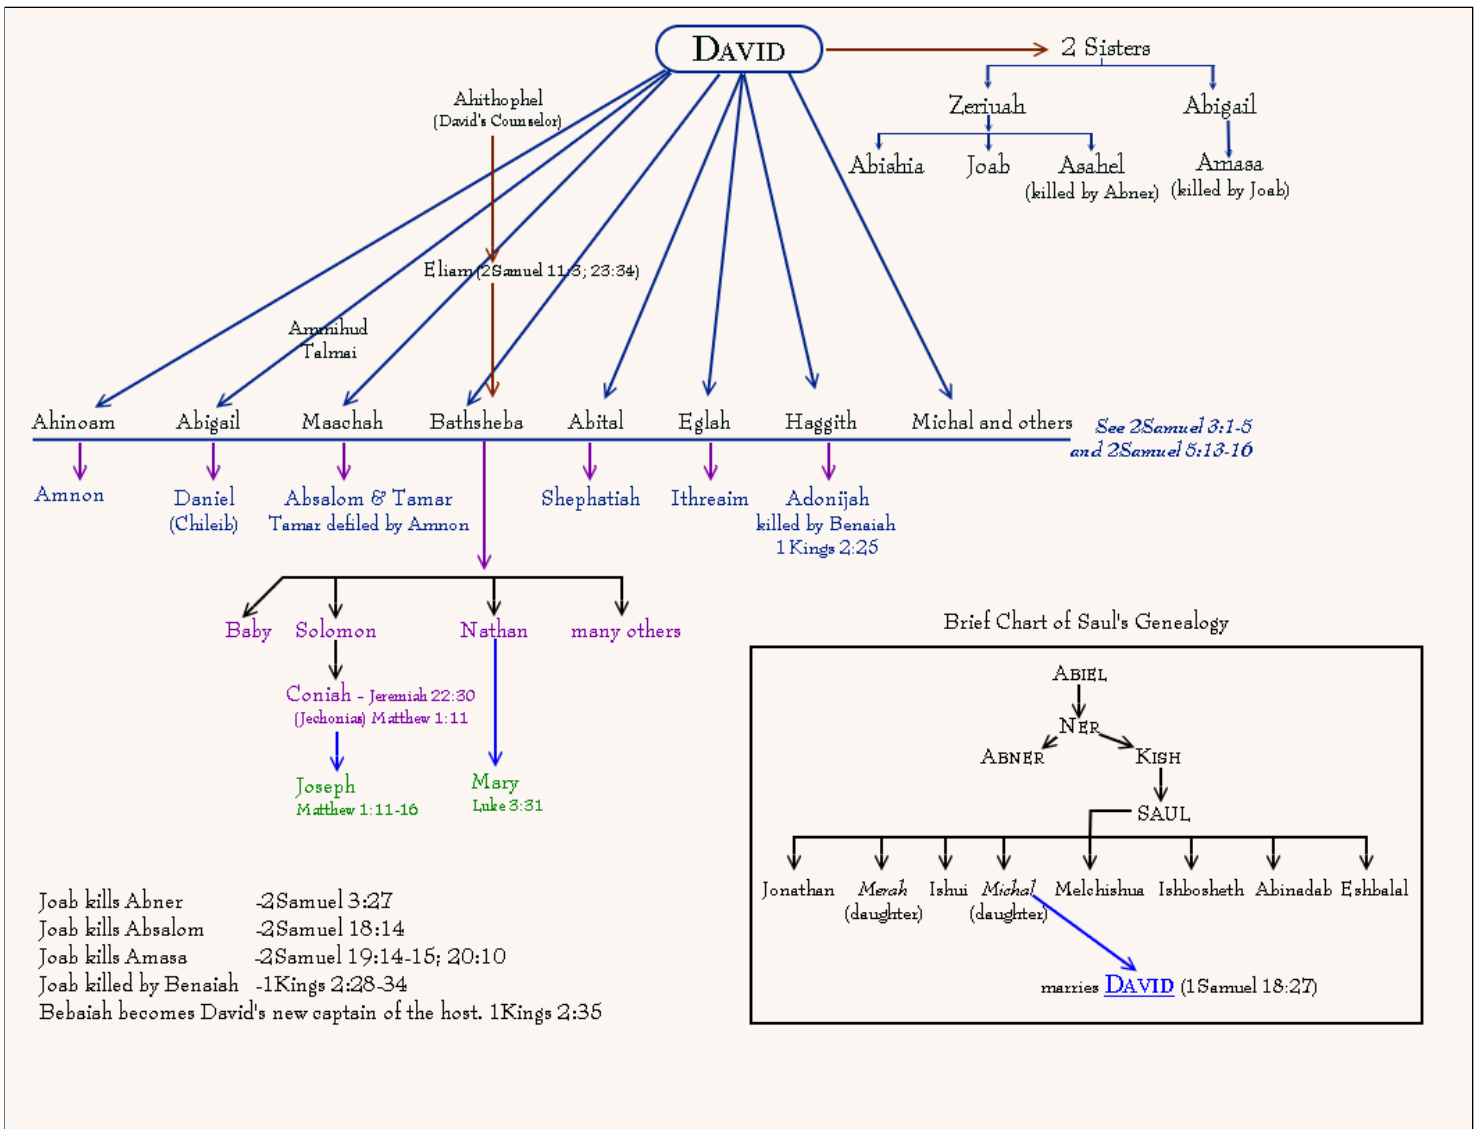 DAVID
2 Sisters
Ahithophel
(David's Counselor)
Zeriuah
Abigail
Abishia
Joab
Asahel
(killed by Abner)
Amasa
(killed by Joab)
Eliam (2Samuel 11:3; 23:34)
Ammihud
Talmai
Ahinoam
Abigail
Maachah
Bathsheba
Abital
Eglah
Haggith
Michal and others
See 2Samuel 3:1-5
and 2Samuel 5:13-16
Amnon
Daniel
(Chileib)
Absalom & Tamar
Tamar defiled by Amnon
Shephatiah
Ithreaim
Adonijah
killed by Benaiah
1 Kings 2:25
Baby
Solomon
Nathan
many others
Coniah - Jeremiah 22:30
(Jechonias) Matthew 1:11
Joseph
Matthew 1:11-16
Mary
Luke 3:31
Brief Chart of Saul's Genealogy
ABIEL
NER
ABNER
KISH
SAUL
Jonathan
Merah
(daughter)
Ishui
Michal
(daughter)
Melchishua
Ishbosheth
Abinadab
Eshbalal
marries DAVID (1Samuel 18:27)
Joab kills Abner -2Samuel 3:27
Joab kills Absalom -2Samuel 18:14
Joab kills Amasa -2Samuel 19:14-15; 20:10
Joab killed by Benaiah -1Kings 2:28-34
Bebaiah becomes David's new captain of the host. 1Kings 2:35